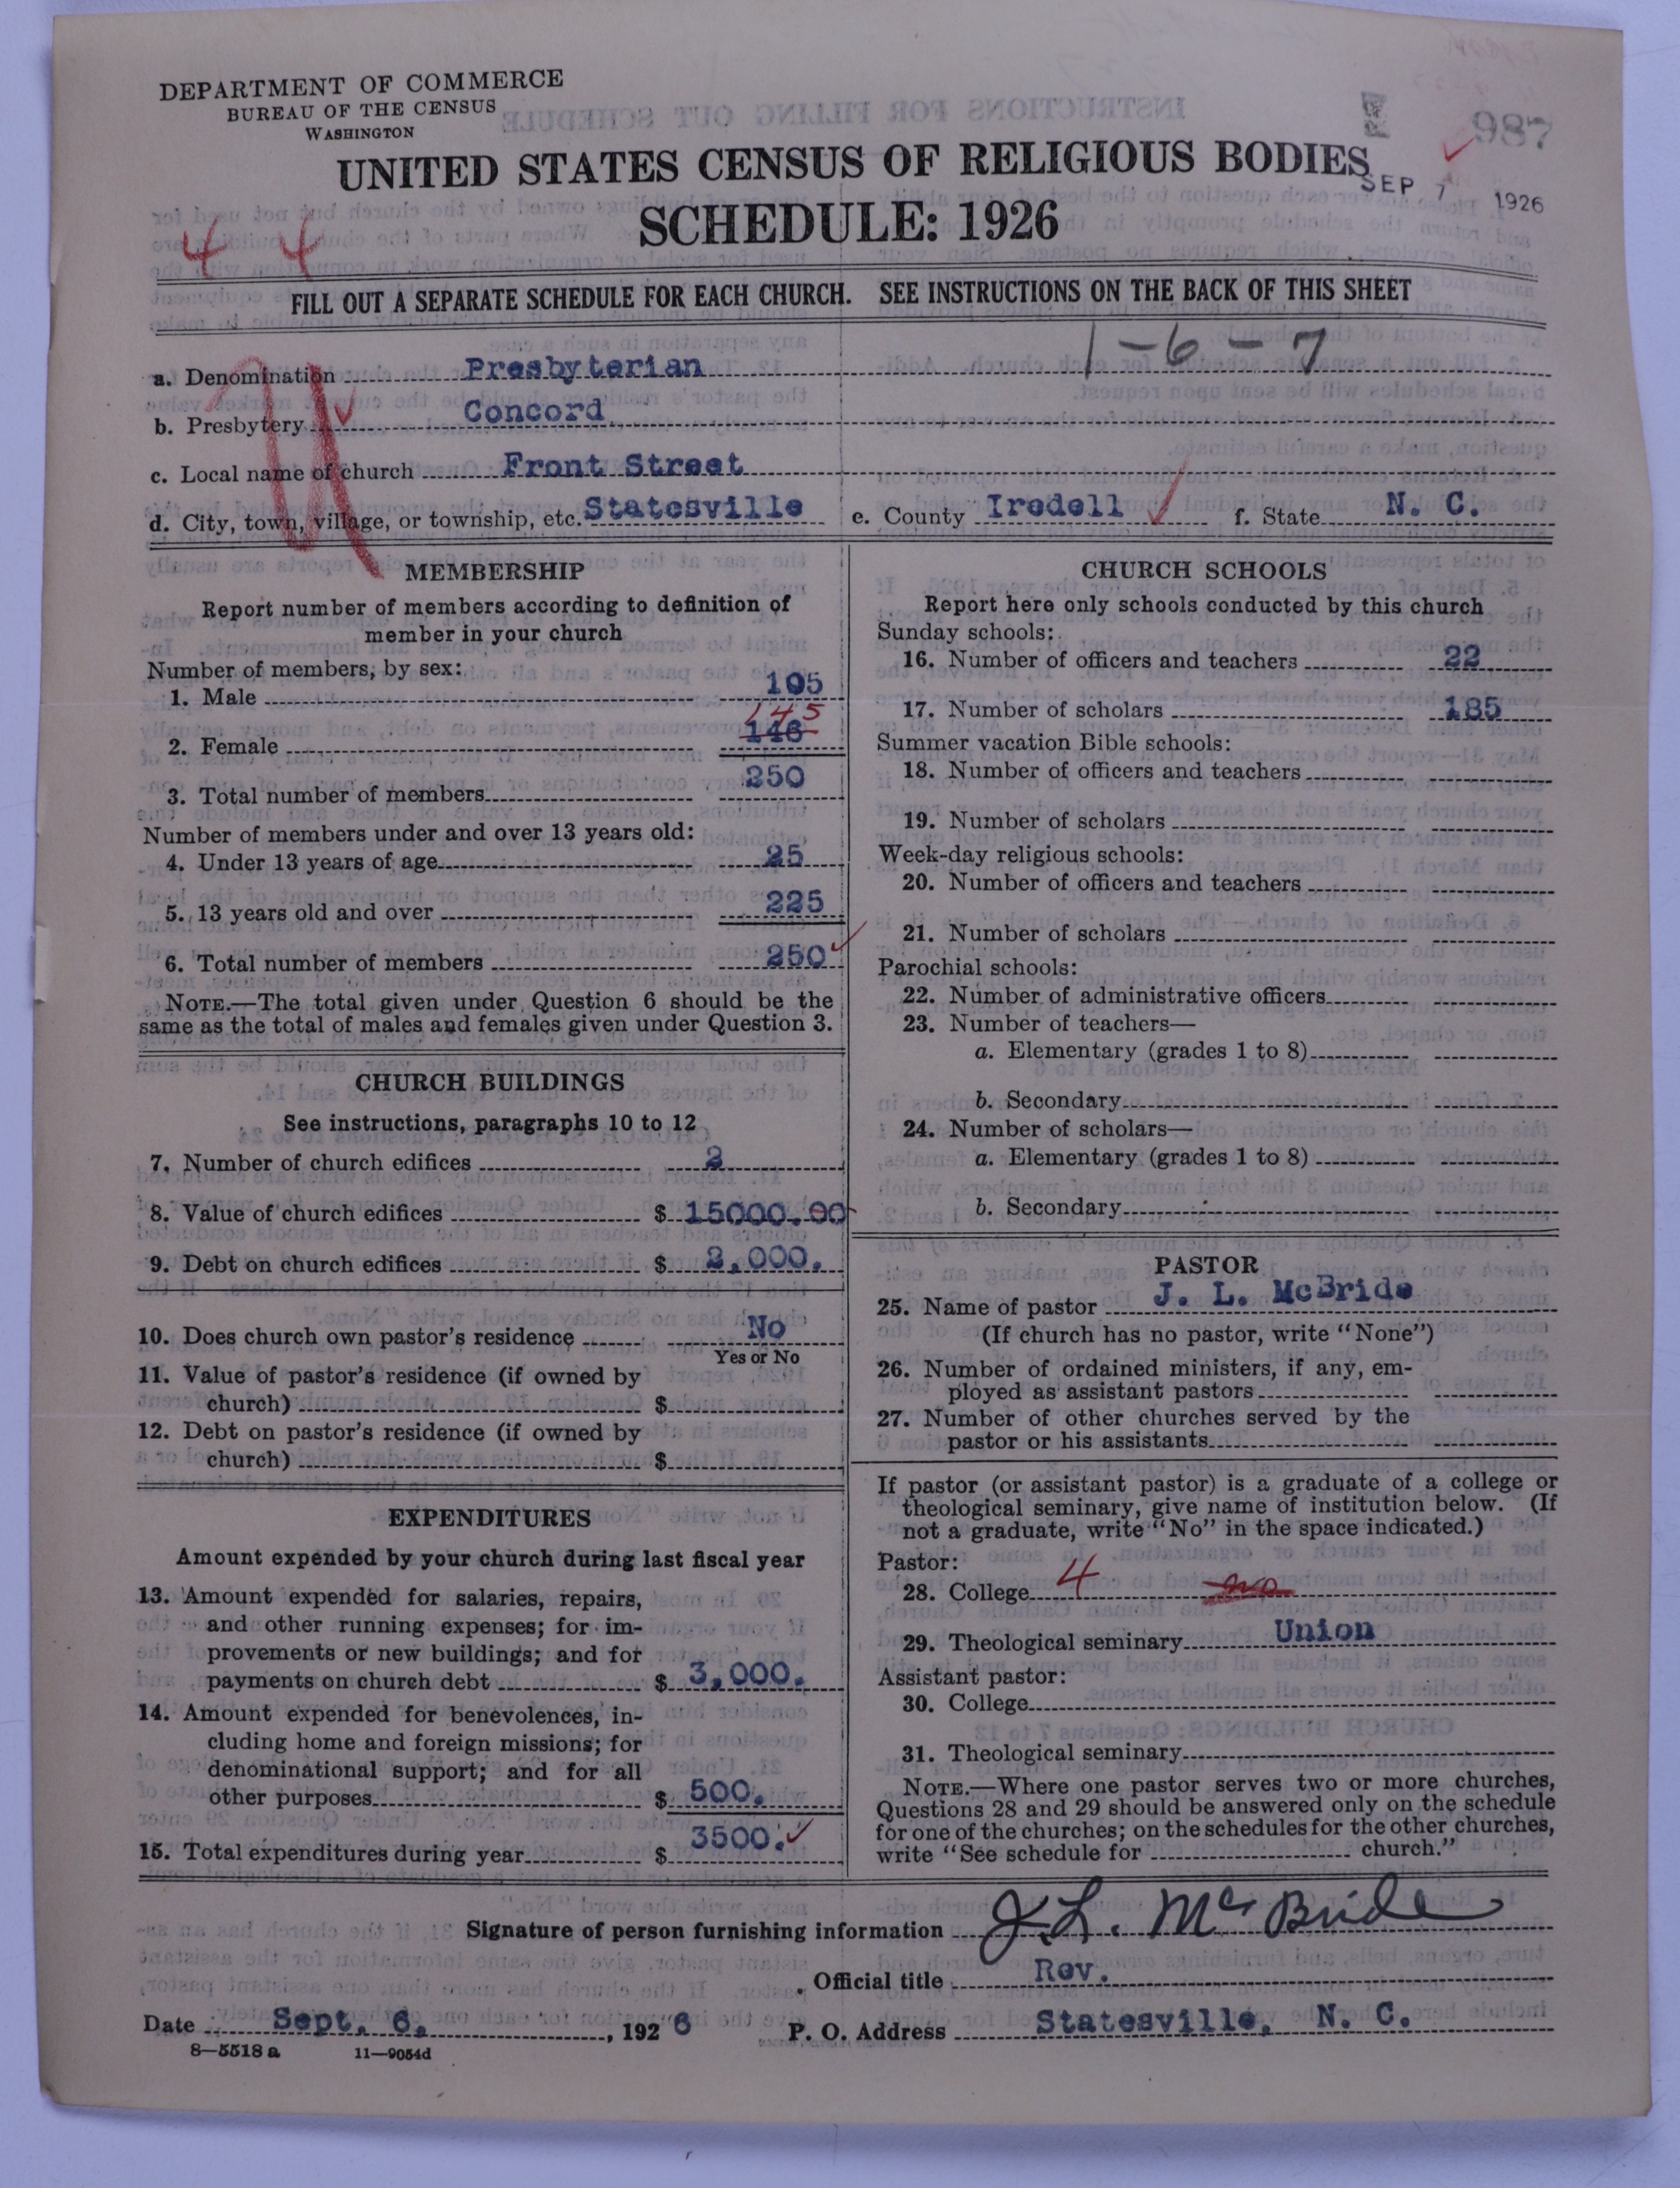 DEPARTMENT OF COMMERCE
BUREAU OF THE CENSUS
WASHINGTON
987
UNITED STATES CENSUS OF RELIGIOUS BODIES
SEP 7 1926
SCHEDULE: 1926
4 4
FILL OUT A SEPARATE SCHEDULE FOR EACH CHURCH. SEE INSTRUCTIONS ON THE BACK OF THIS SHEET
1-6-7
a. Denomination Presbyterian
b. Presbytery Concord
c. Local name of church Front Street
d. City, town, village, or township, etc. Statesville e. County Iredell f. State N. C.
MEMBERSHIP
Report number of members according to definition of
member in your church
Number of members, by sex:
1. Male 105
145
2. Female 146
3. Total number of members 250
Number of members under and over 13 years old:
4. Under 13 years of age 25
5. 13 years old and over 225
6. Total number of members 250
NOTE.—The total given under Question 6 should be the
same as the total of males and females given under Question 3.
CHURCH BUILDINGS
See instructions, paragraphs 10 to 12
7. Number of church edifices 2
8. Value of church edifices $ 15000.00
9. Debt on church edifices $ 2,000.
10. Does church own pastor's residence No
Yes or No
11. Value of pastor's residence (if owned by
church) $
12. Debt on pastor's residence (if owned by
church) $
EXPENDITURES
Amount expended by your church during last fiscal year
13. Amount expended for salaries, repairs,
and other running expenses; for im-
provements or new buildings; and for
payments on church debt $ 3,000.
14. Amount expended for benevolences, in-
cluding home and foreign missions; for
denominational support; and for all
other purposes $ 500.
15. Total expenditures during year $ 3500.
CHURCH SCHOOLS
Report here only schools conducted by this church
Sunday schools:
16. Number of officers and teachers 22
17. Number of scholars 185
Summer vacation Bible schools:
18. Number of officers and teachers
19. Number of scholars
Week-day religious schools:
20. Number of officers and teachers
21. Number of scholars
Parochial schools:
22. Number of administrative officers
23. Number of teachers—
a. Elementary (grades 1 to 8)
b. Secondary
24. Number of scholars—
a. Elementary (grades 1 to 8)
b. Secondary
PASTOR
25. Name of pastor J. L. McBride
(If church has no pastor, write "None")
26. Number of ordained ministers, if any, em-
ployed as assistant pastors
27. Number of other churches served by the
pastor or his assistants
If pastor (or assistant pastor) is a graduate of a college or
theological seminary, give name of institution below. (If
not a graduate, write "No" in the space indicated.)
Pastor:
28. College 4 no
29. Theological seminary Union
Assistant pastor:
30. College
31. Theological seminary
NOTE.—Where one pastor serves two or more churches,
Questions 28 and 29 should be answered only on the schedule
for one of the churches; on the schedules for the other churches,
write "See schedule for church."
Signature of person furnishing information J. L. McBride
Official title Rev.
Date Sept. 6, 1926 P. O. Address Statesville, N. C.
8—5518 a 11—9054d